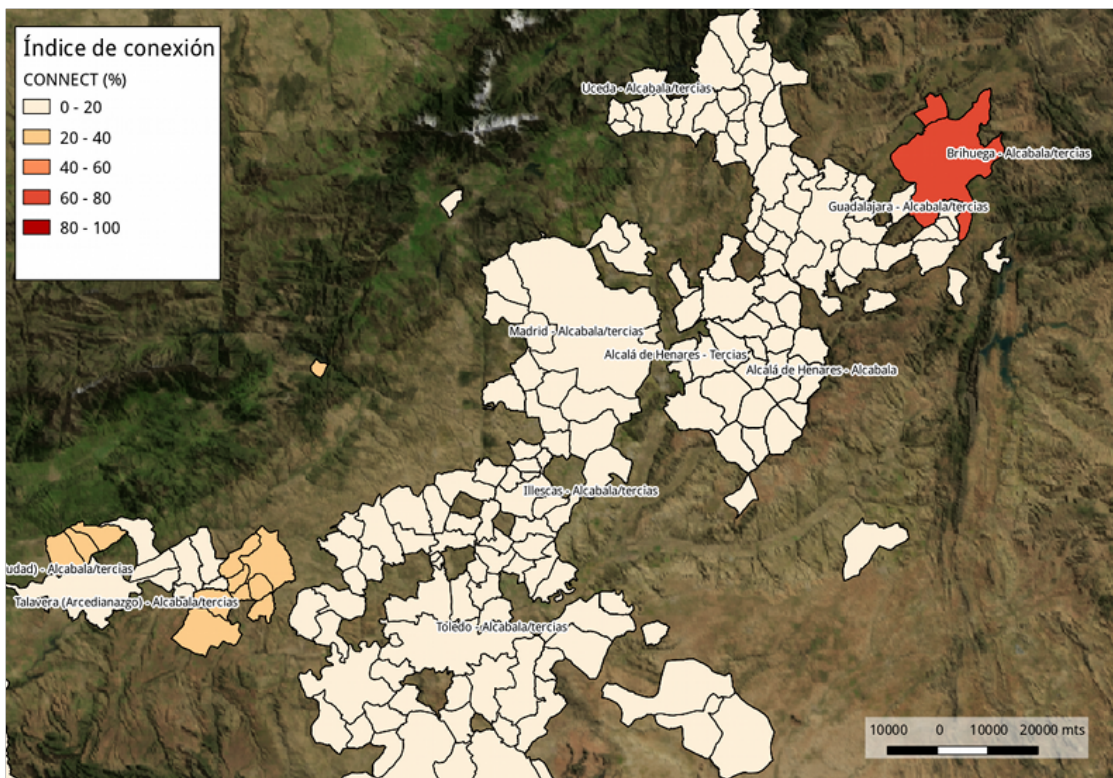 Índice de conexión
CONNECT (%)
0 - 20
20 - 40
40 - 60
60 - 80
80 - 100
Uceda - Alcabala/tercias
Brihuega - Alcabala/tercias
Guadalajara - Alcabala/tercias
Madrid - Alcabala/tercias
Alcalá de Henares - Tercias
Alcalá de Henares - Alcabala
Illescas - Alcabala/tercias
udad) - Alcabala/tercias
Talavera (Arcedianazgo) - Alcabala/tercias
Toledo - Alcabala/tercias
10000 0 10000 20000 mts